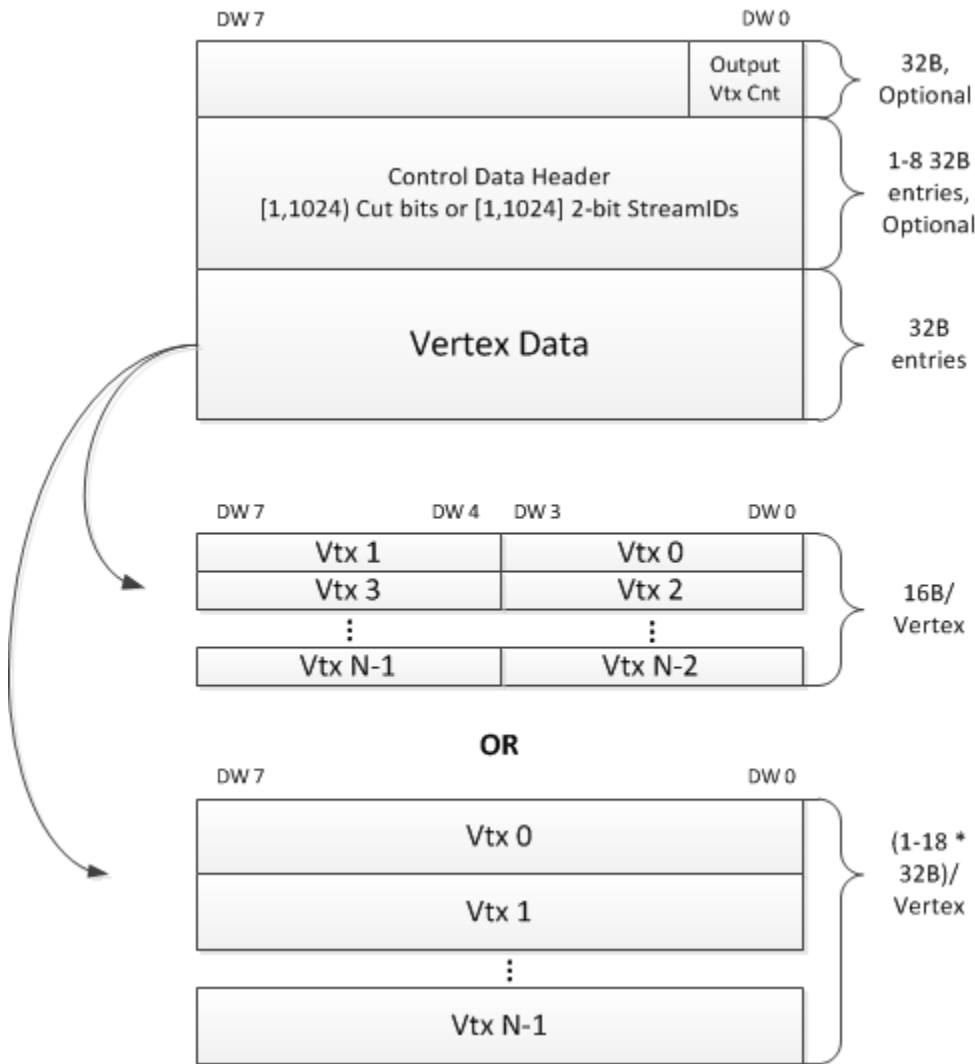 DW 7 DW 0
Output
Vtx Cnt
32B,
Optional
Control Data Header
[1,1024) Cut bits or [1,1024] 2-bit StreamIDs
1-8 32B
entries,
Optional
Vertex Data
32B
entries
DW 7 DW 4 DW 3 DW 0
Vtx 1 Vtx 0
Vtx 3 Vtx 2
Vtx N-1 Vtx N-2
16B/
Vertex
OR
DW 7 DW 0
Vtx 0
Vtx 1
Vtx N-1
(1-18 *
32B)/
Vertex